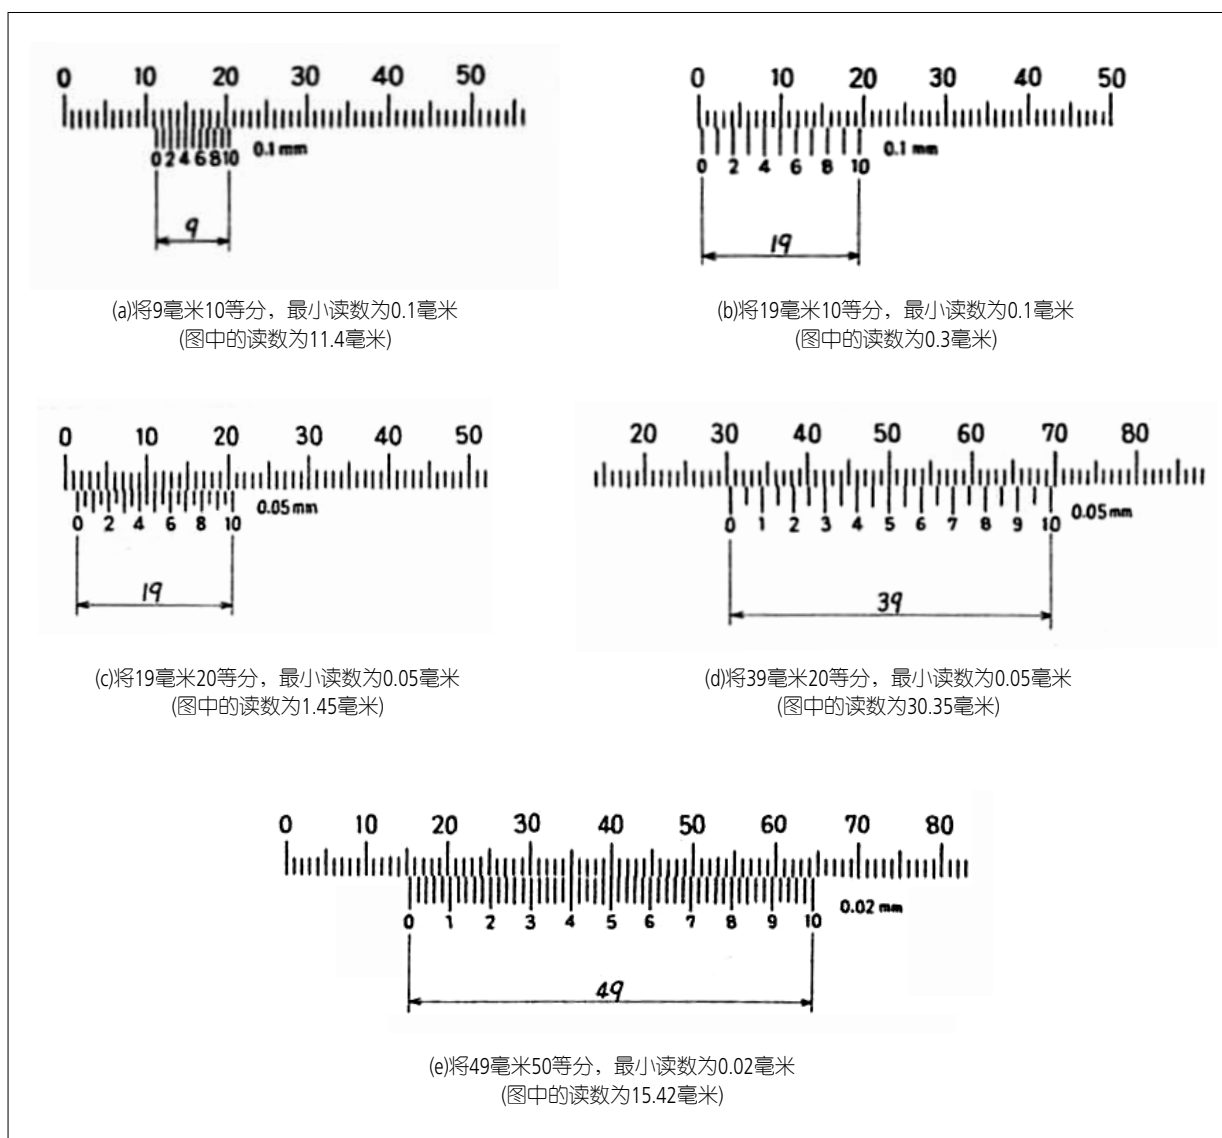 0 10 20 30 40 50
0 2 4 6 8 10 0.1 mm
9
(a)将9毫米10等分，最小读数为0.1毫米
(图中的读数为11.4毫米)
0 10 20 30 40 50
0 2 4 6 8 10 0.1 mm
19
(b)将19毫米10等分，最小读数为0.1毫米
(图中的读数为0.3毫米)
0 10 20 30 40 50
0 2 4 6 8 10 0.05 mm
19
(c)将19毫米20等分，最小读数为0.05毫米
(图中的读数为1.45毫米)
20 30 40 50 60 70 80
0 1 2 3 4 5 6 7 8 9 10 0.05 mm
39
(d)将39毫米20等分，最小读数为0.05毫米
(图中的读数为30.35毫米)
0 10 20 30 40 50 60 70 80
0 1 2 3 4 5 6 7 8 9 10 0.02 mm
49
(e)将49毫米50等分，最小读数为0.02毫米
(图中的读数为15.42毫米)